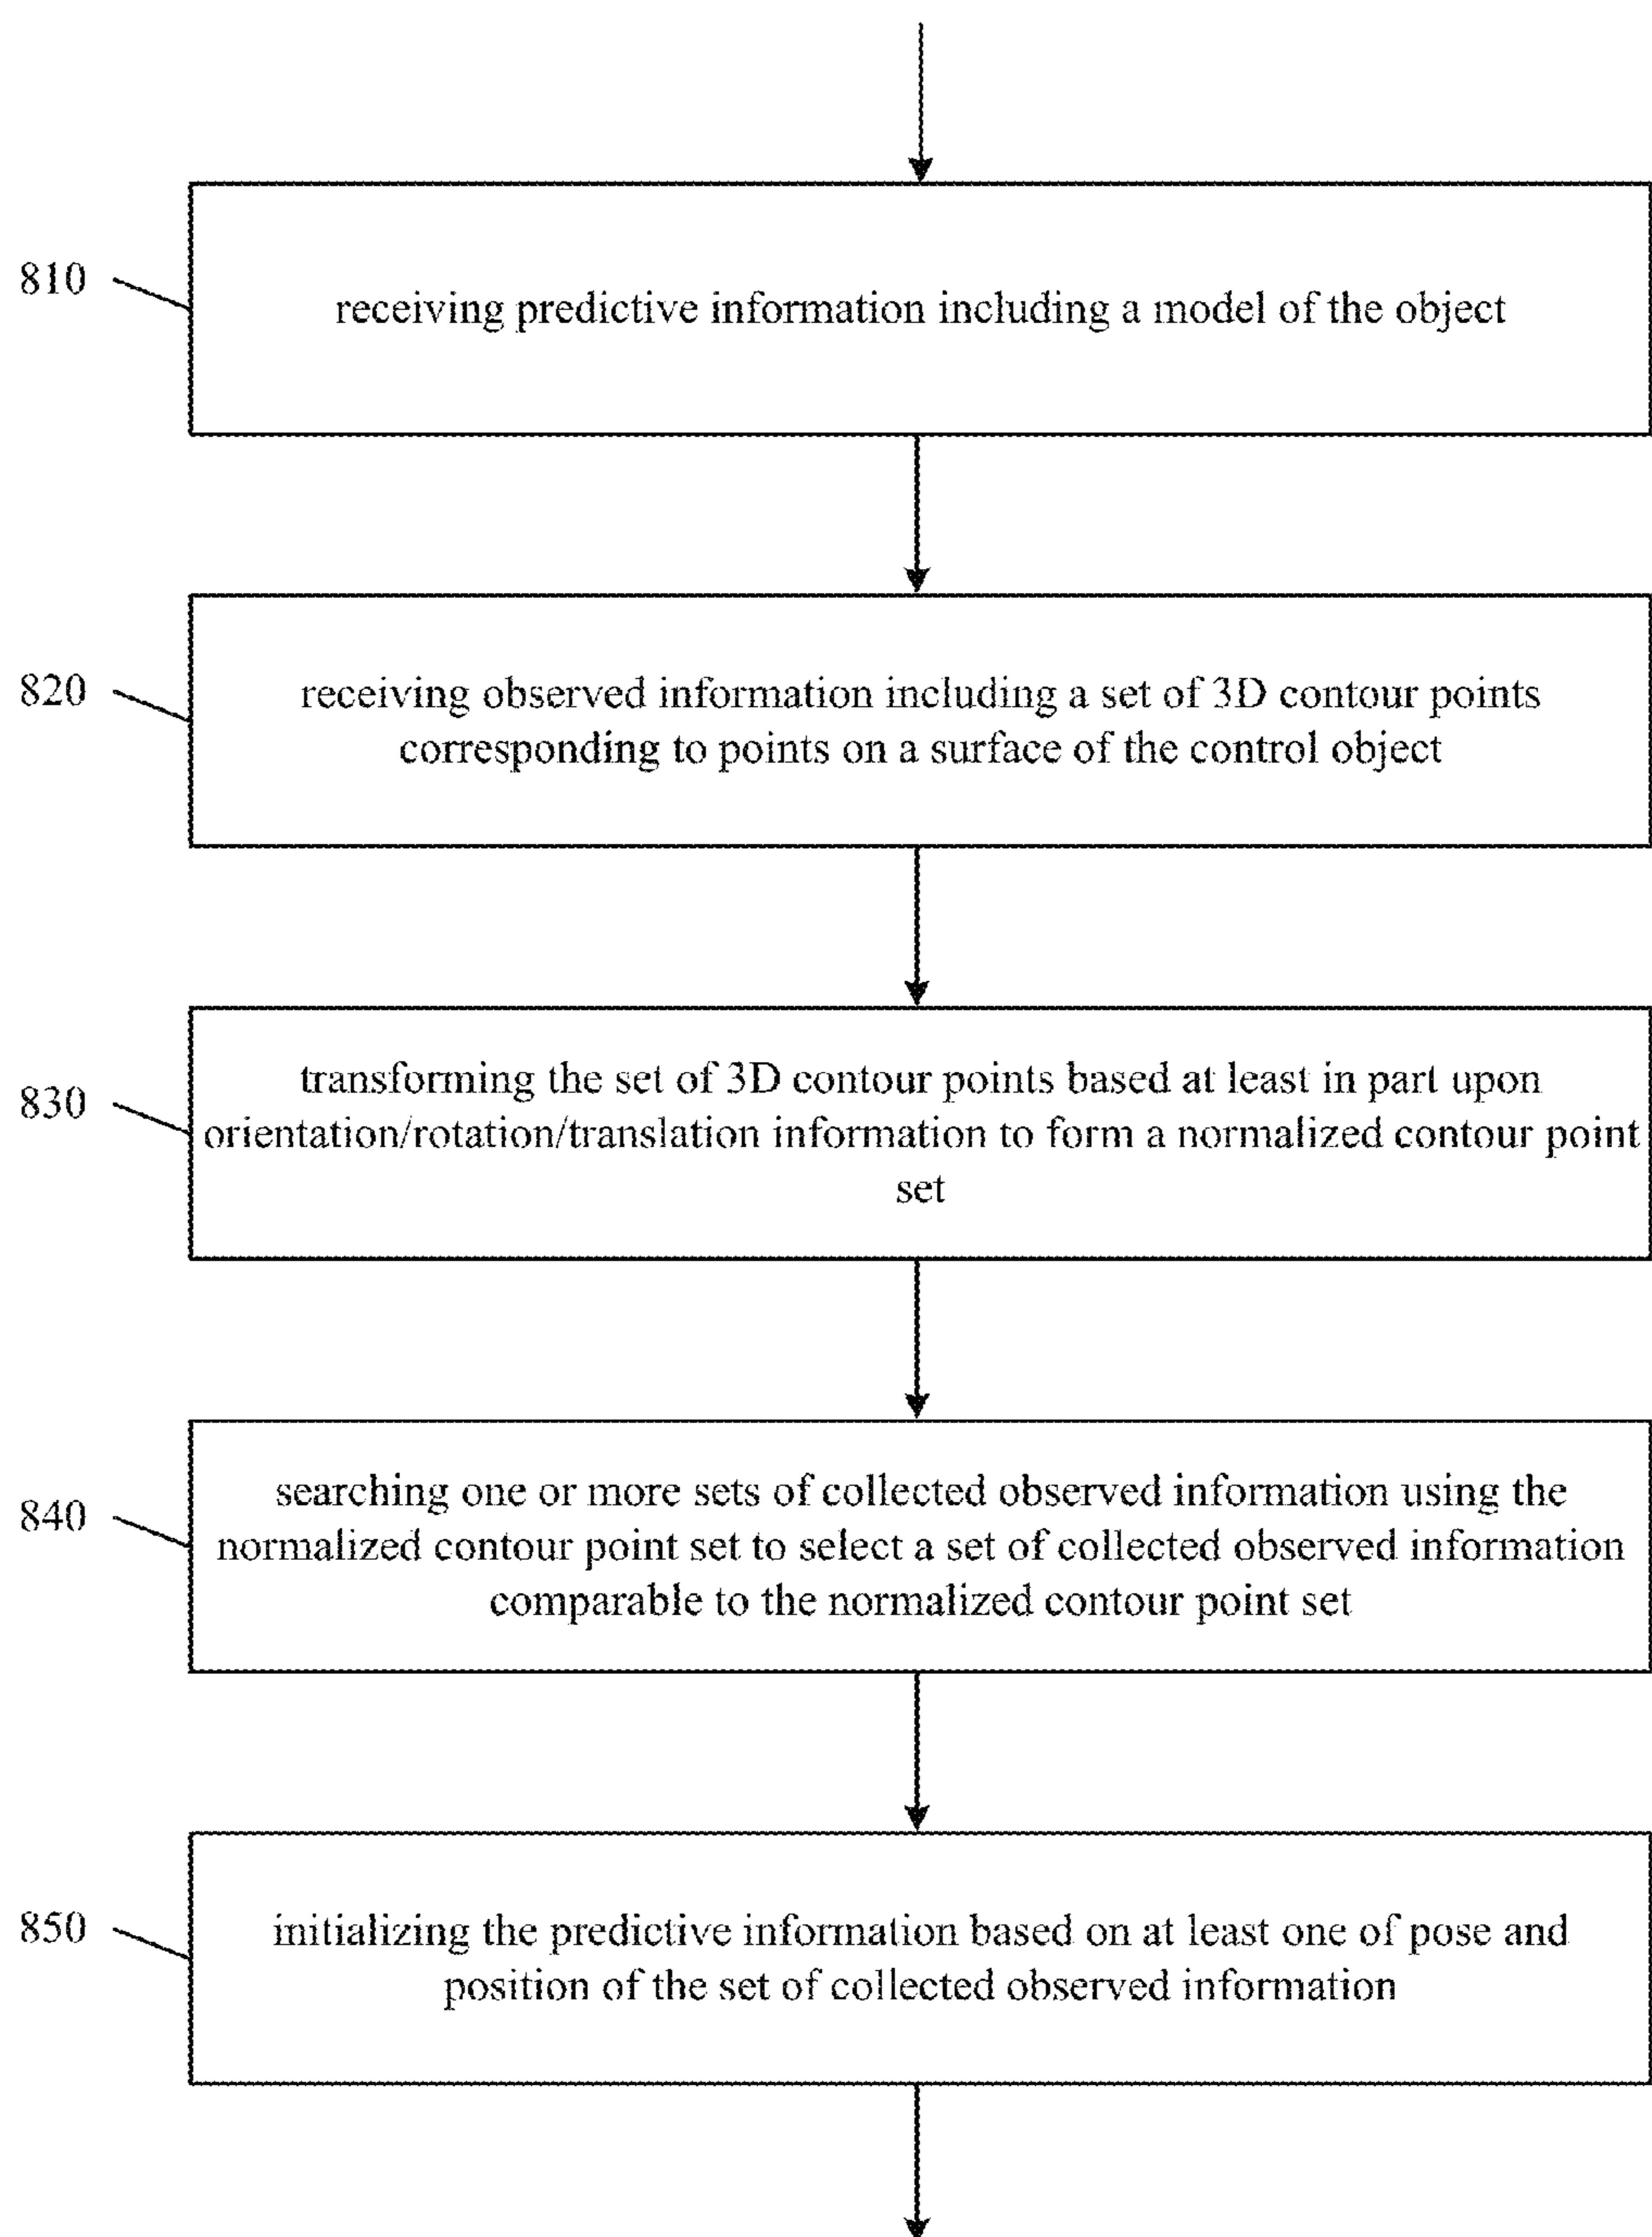 810
receiving predictive information including a model of the object
820
receiving observed information including a set of 3D contour points
corresponding to points on a surface of the control object
830
transforming the set of 3D contour points based at least in part upon
orientation/rotation/translation information to form a normalized contour point
set
840
searching one or more sets of collected observed information using the
normalized contour point set to select a set of collected observed information
comparable to the normalized contour point set
850
initializing the predictive information based on at least one of pose and
position of the set of collected observed information